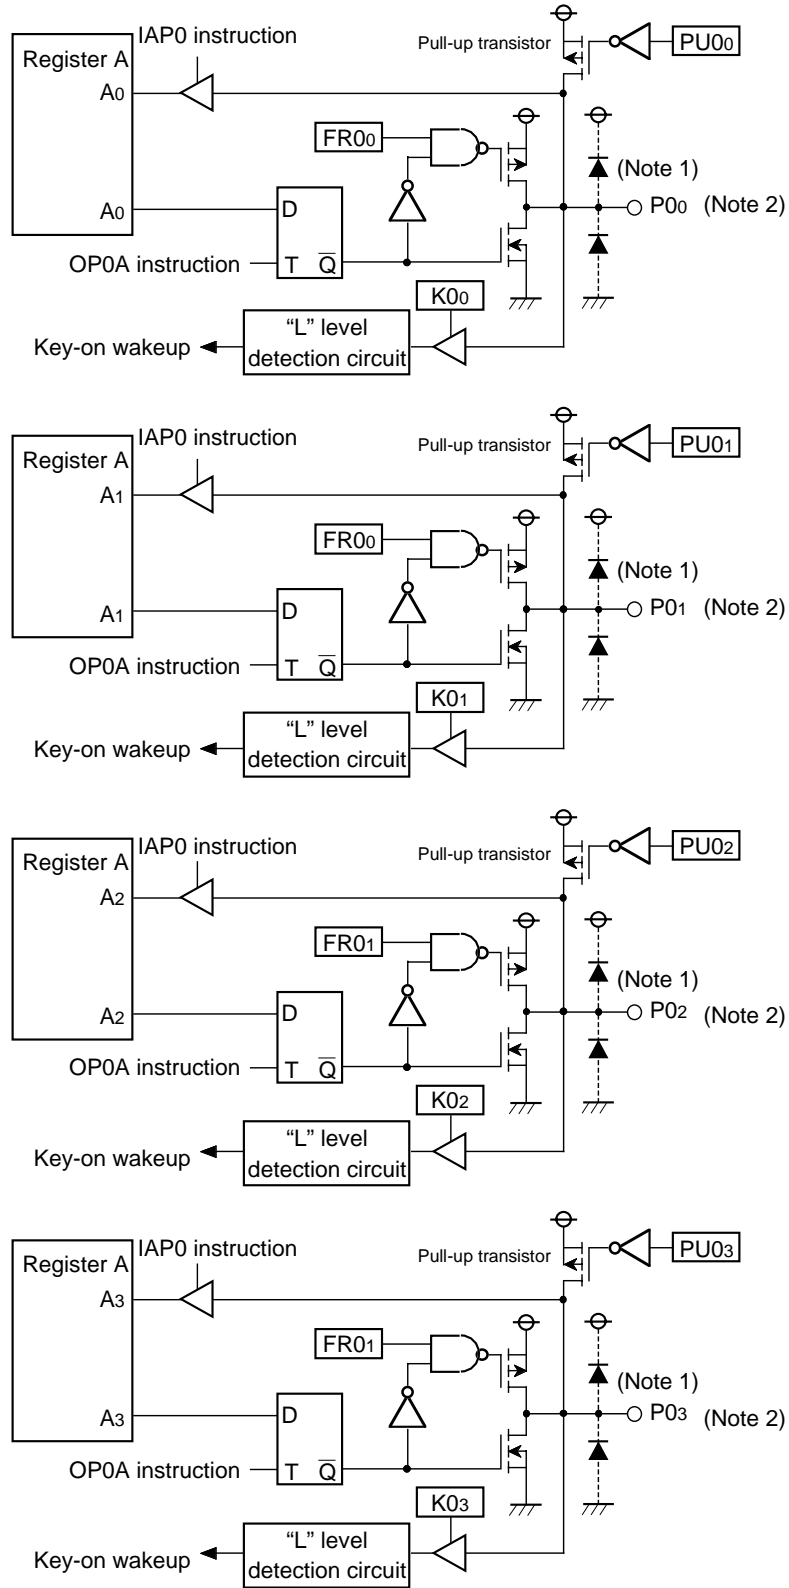 IAP0 instruction
Register A
Pull-up transistor
PU00
A0
FR00
(Note 1)
A0
D
P00 (Note 2)
OP0A instruction
T Q
K00
Key-on wakeup
“L” level
detection circuit
IAP0 instruction
Register A
Pull-up transistor
PU01
A1
FR00
(Note 1)
A1
D
P01 (Note 2)
OP0A instruction
T Q
K01
Key-on wakeup
“L” level
detection circuit
IAP0 instruction
Register A
Pull-up transistor
PU02
A2
FR01
(Note 1)
A2
D
P02 (Note 2)
OP0A instruction
T Q
K02
Key-on wakeup
“L” level
detection circuit
IAP0 instruction
Register A
Pull-up transistor
PU03
A3
FR01
(Note 1)
A3
D
P03 (Note 2)
OP0A instruction
T Q
K03
Key-on wakeup
“L” level
detection circuit